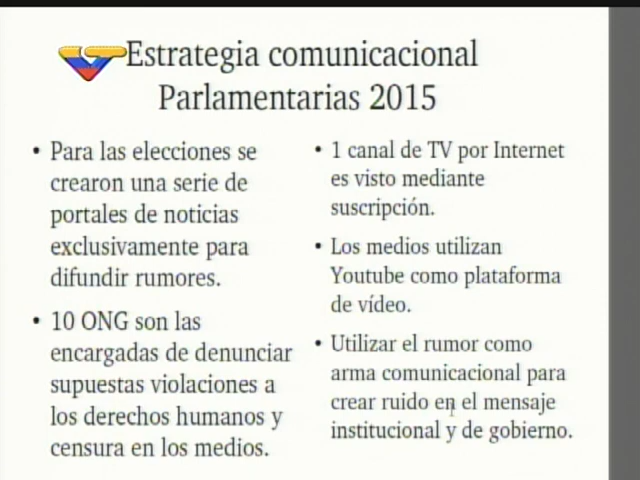 Estrategia comunicacional
Parlamentarias 2015
• Para las elecciones se
crearon una serie de
portales de noticias
exclusivamente para
difundir rumores.
• 10 ONG son las
encargadas de denunciar
supuestas violaciones a
los derechos humanos y
censura en los medios.
• 1 canal de TV por Internet
es visto mediante
suscripción.
• Los medios utilizan
Youtube como plataforma
de vídeo.
• Utilizar el rumor como
arma comunicacional para
crear ruido en el mensaje
institucional y de gobierno.